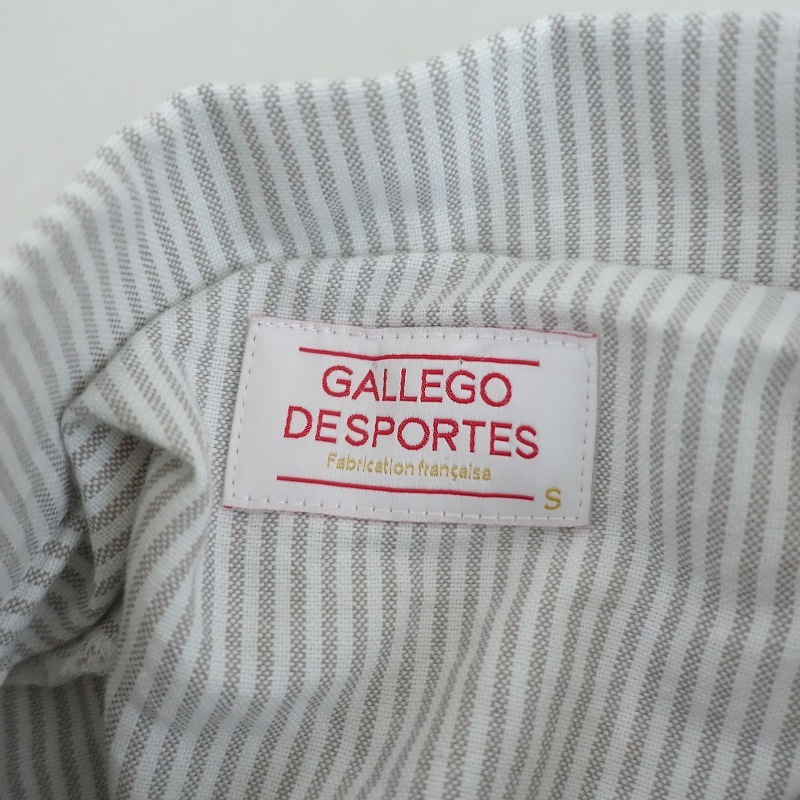 GALLEGO
DESPORTES
Fabrication française
S